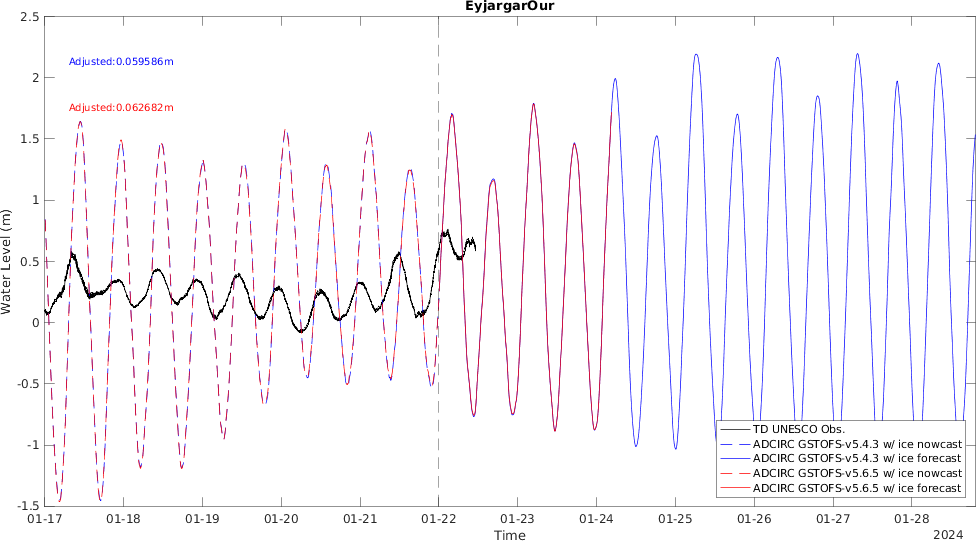 EyjargarOur
2.5
2
1.5
1
0.5
0
-0.5
-1
-1.5
Water Level (m)
Adjusted:0.059586m
Adjusted:0.062682m
TD UNESCO Obs.
ADCIRC GSTOFS-v5.4.3 w/ ice nowcast
ADCIRC GSTOFS-v5.4.3 w/ ice forecast
ADCIRC GSTOFS-v5.6.5 w/ ice nowcast
ADCIRC GSTOFS-v5.6.5 w/ ice forecast
01-17 01-18 01-19 01-20 01-21 01-22 01-23 01-24 01-25 01-26 01-27 01-28
Time
2024